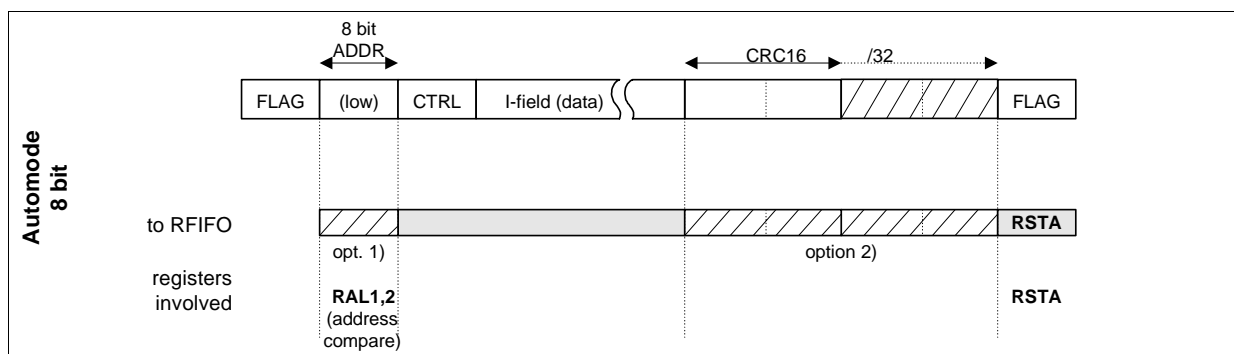 Automode
8 bit
8 bit
ADDR
CRC16 /32
FLAG (low) CTRL I-field (data) FLAG
to RFIFO RSTA
opt. 1) option 2)
registers
involved
RAL1,2 RSTA
(address
compare)